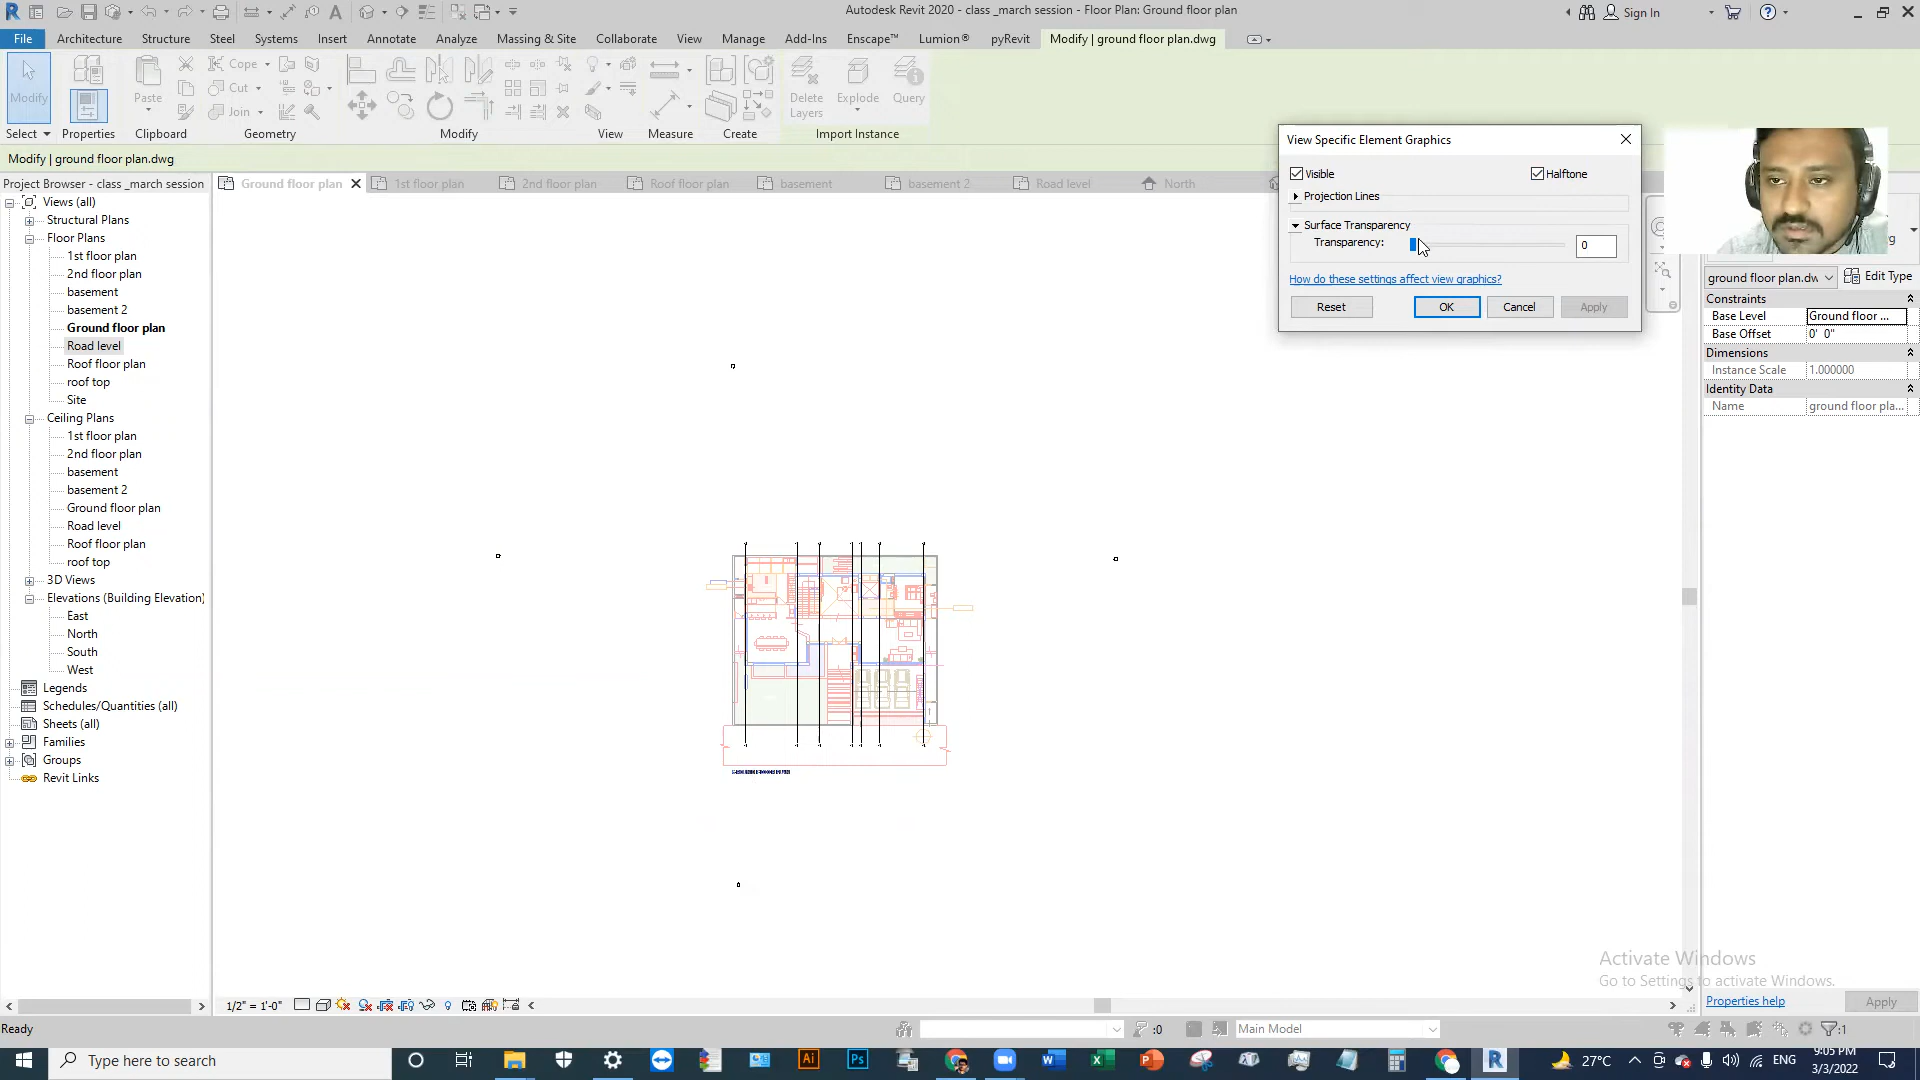 Autodesk Revit 2020 - class _march session - Floor Plan: Ground floor plan
Sign In
File Architecture Structure Steel Systems Insert Annotate Analyze Massing & Site Collaborate View Manage Add-Ins Enscape™ Lumion® pyRevit Modify | ground floor plan.dwg
Modify
Paste
Cope
Cut
Join
Delete Layers
Explode
Query
Select Properties Clipboard Geometry Modify View Measure Create Import Instance
Modify | ground floor plan.dwg
Project Browser - class _march session
Ground floor plan 1st floor plan 2nd floor plan Roof floor plan basement basement 2 Road level North
Views (all)
Structural Plans
Floor Plans
1st floor plan
2nd floor plan
basement
basement 2
Ground floor plan
Road level
Roof floor plan
roof top
Site
Ceiling Plans
1st floor plan
2nd floor plan
basement
basement 2
Ground floor plan
Road level
Roof floor plan
roof top
3D Views
Elevations (Building Elevation)
East
North
South
West
Legends
Schedules/Quantities (all)
Sheets (all)
Families
Groups
Revit Links
View Specific Element Graphics
Visible Halftone
Projection Lines
Surface Transparency
Transparency: 0
How do these settings affect view graphics?
Reset OK Cancel Apply
ground floor plan.dw Edit Type
Constraints
Base Level Ground floor ...
Base Offset 0' 0"
Dimensions
Instance Scale 1.000000
Identity Data
Name ground floor pla...
Activate Windows
Go to Settings to activate Windows.
Properties help Apply
1/2" = 1'-0"
Ready
:0
Main Model
:1
Type here to search
27°C
ENG
9:05 PM
3/3/2022